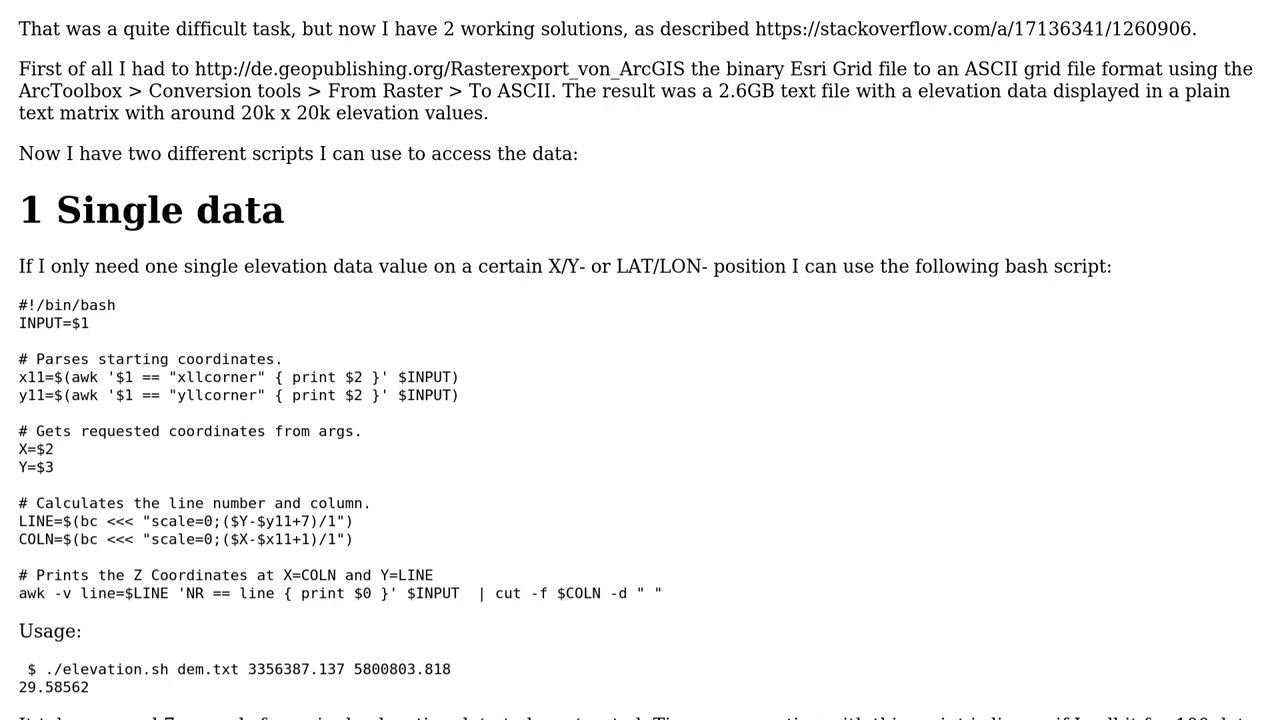 That was a quite difficult task, but now I have 2 working solutions, as described https://stackoverflow.com/a/17136341/1260906.
First of all I had to http://de.geopublishing.org/Rasterexport_von_ArcGIS the binary Esri Grid file to an ASCII grid file format using the
ArcToolbox > Conversion tools > From Raster > To ASCII. The result was a 2.6GB text file with a elevation data displayed in a plain
text matrix with around 20k x 20k elevation values.
Now I have two different scripts I can use to access the data:
1 Single data
If I only need one single elevation data value on a certain X/Y- or LAT/LON- position I can use the following bash script:
#!/bin/bash
INPUT=$1
# Parses starting coordinates.
x11=$(awk '$1 == "xllcorner" { print $2 }' $INPUT)
y11=$(awk '$1 == "yllcorner" { print $2 }' $INPUT)
# Gets requested coordinates from args.
X=$2
Y=$3
# Calculates the line number and column.
LINE=$(bc <<< "scale=0;($Y-$y11+7)/1")
COLN=$(bc <<< "scale=0;($X-$x11+1)/1")
# Prints the Z Coordinates at X=COLN and Y=LINE
awk -v line=$LINE 'NR == line { print $0 }' $INPUT  | cut -f $COLN -d " "
Usage:
$ ./elevation.sh dem.txt 3356387.137 5800803.818
29.58562